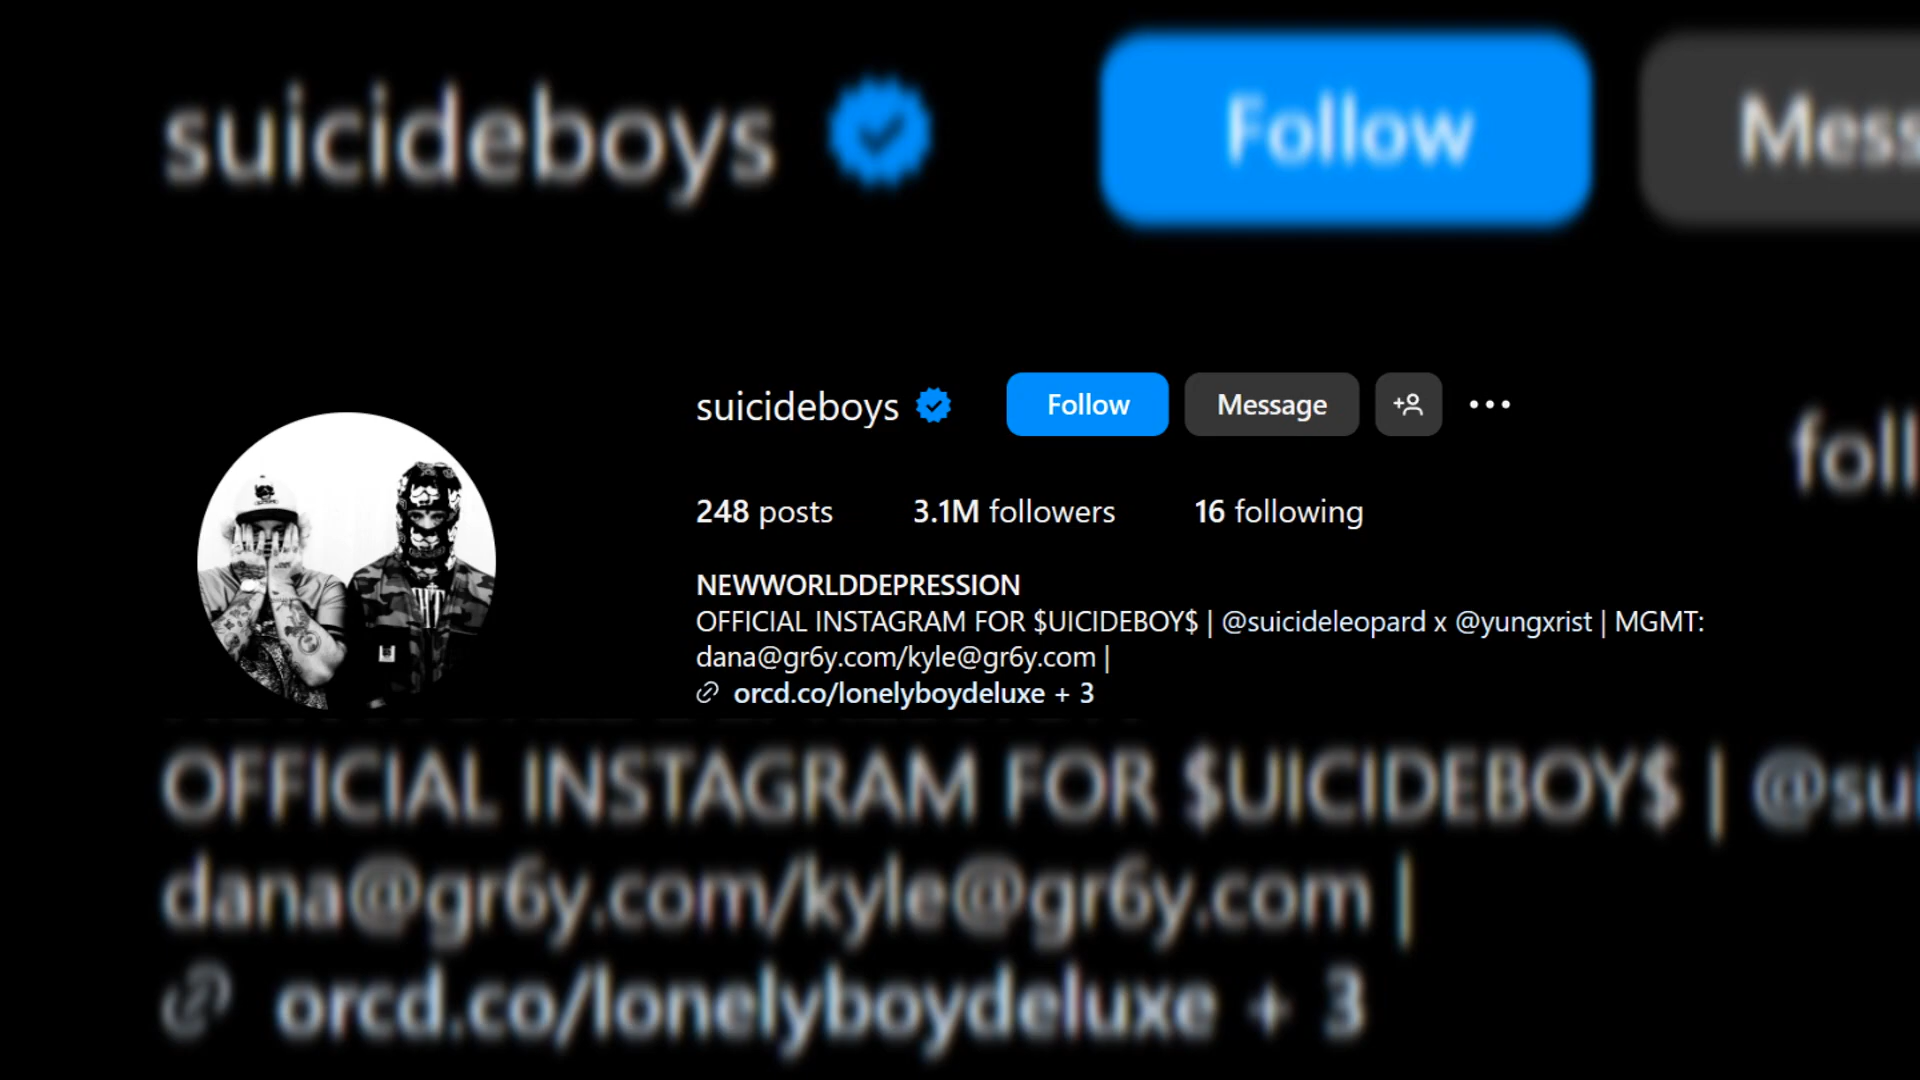 suicideboys
Follow
Mess
suicideboys
Follow
Message
248 posts
3.1M followers
16 following
foll
NEWWORLDDEPRESSION
OFFICIAL INSTAGRAM FOR $UICIDEBOY$ | @suicideleopard x @yungxrist | MGMT:
dana@gr6y.com/kyle@gr6y.com |
orcd.co/lonelyboydeluxe + 3
OFFICIAL INSTAGRAM FOR $UICIDEBOY$ | @sui
dana@gr6y.com/kyle@gr6y.com |
orcd.co/lonelyboydeluxe + 3